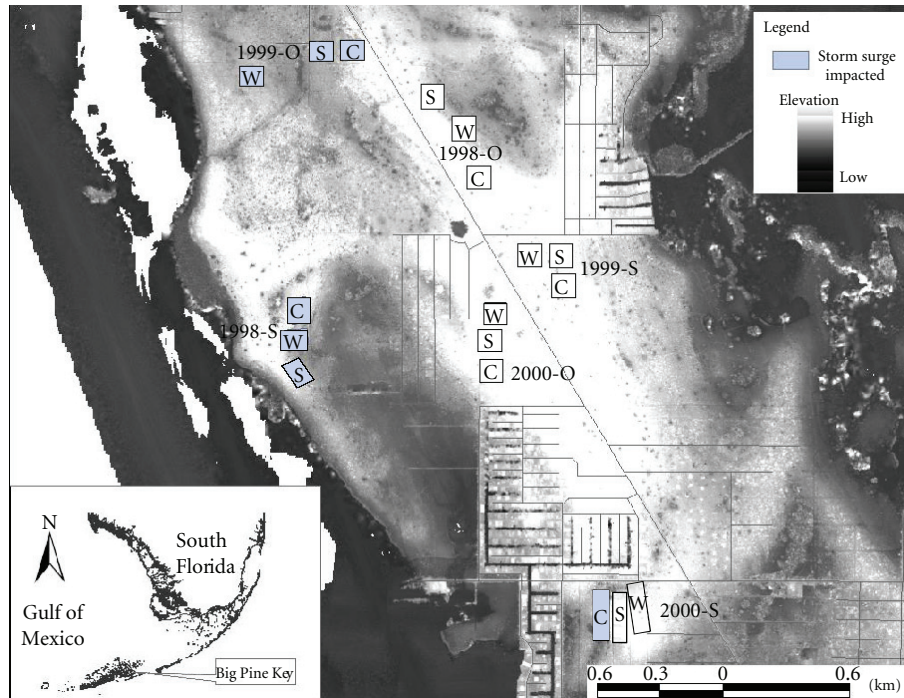 Legend
Storm surge
impacted
Elevation
High
Low
1999-O
S
C
W
S
W
1998-O
C
W
S
1999-S
C
C
1998-S
W
S
W
S
C
2000-O
N
South
Florida
Gulf of
Mexico
Big Pine Key
C
S
W
2000-S
0.6
0.3
0
0.6
(km)